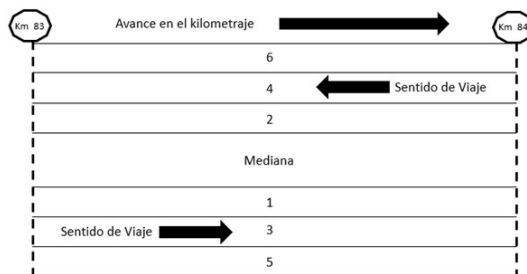 Km 83 Avance en el kilometraje Km 84
6
4 Sentido de Viaje
2
Mediana
1
Sentido de Viaje 3
5